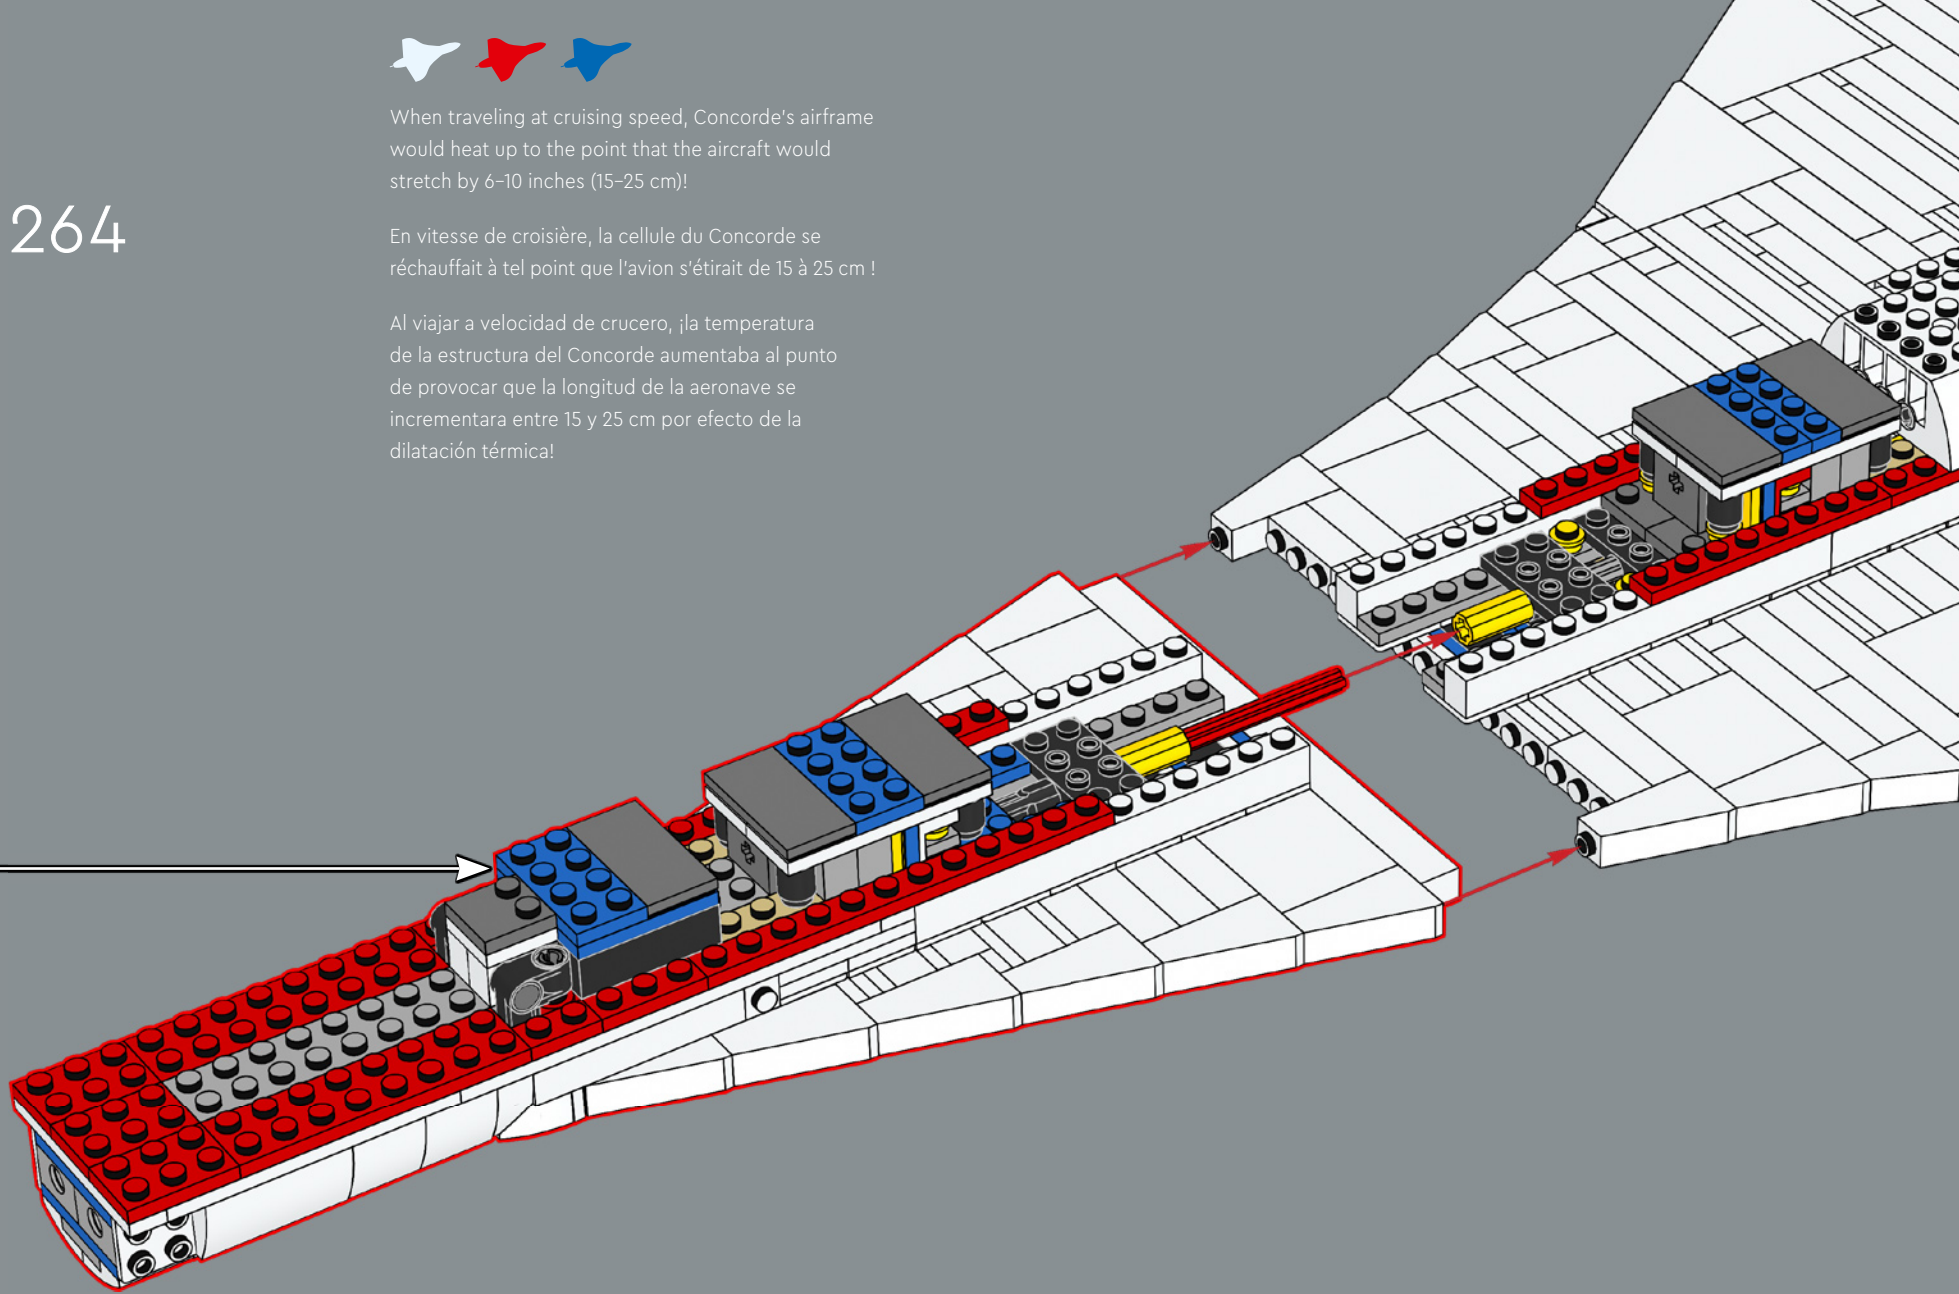 When traveling at cruising speed, Concorde's airframe
would heat up to the point that the aircraft would
stretch by 6–10 inches (15–25 cm)!
264
En vitesse de croisière, la cellule du Concorde se
réchauffait à tel point que l'avion s'étirait de 15 à 25 cm !
Al viajar a velocidad de crucero, ¡la temperatura
de la estructura del Concorde aumentaba al punto
de provocar que la longitud de la aeronave se
incrementara entre 15 y 25 cm por efecto de la
dilatación térmica!